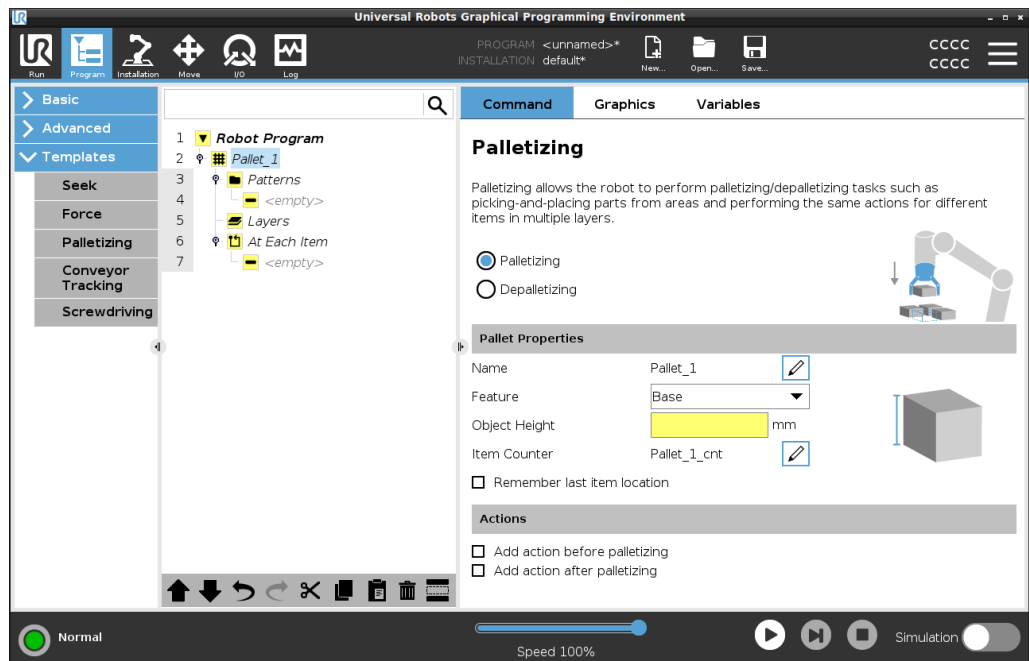 Universal Robots Graphical Programming Environment
UR
Run
Program
Installation
Move
I/O
Log
PROGRAM <unnamed>*
INSTALLATION default*
New...
Open...
Save...
CCCC
CCCC
Basic
Advanced
Templates
Seek
Force
Palletizing
Conveyor
Tracking
Screwdriving
1 Robot Program
2 Pallet_1
3 Patterns
4 <empty>
5 Layers
6 At Each Item
7 <empty>
Command Graphics Variables
Palletizing
Palletizing allows the robot to perform palletizing/depalletizing tasks such as
picking-and-placing parts from areas and performing the same actions for different
items in multiple layers.
Palletizing
Depalletizing
Pallet Properties
Name Pallet_1
Feature Base
Object Height mm
Item Counter Pallet_1_cnt
Remember last item location
Actions
Add action before palletizing
Add action after palletizing
Normal
Speed 100%
Simulation